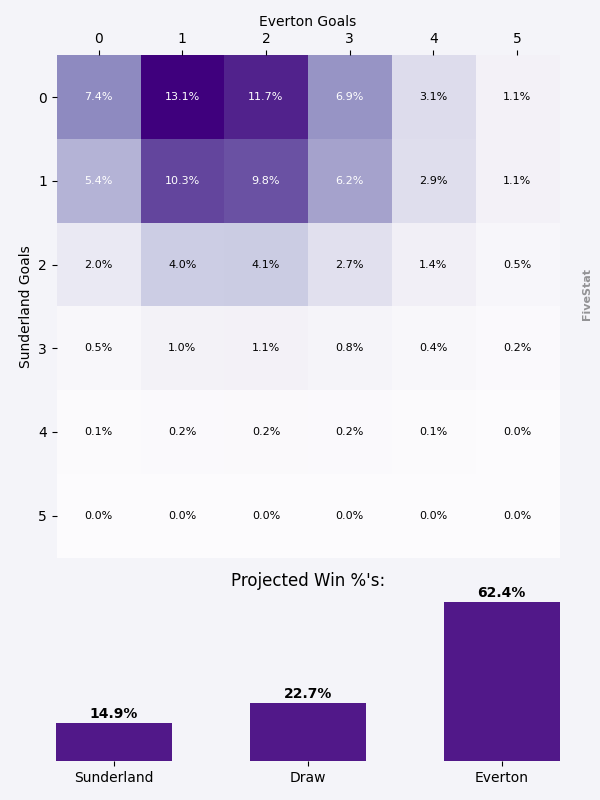 Everton Goals
0 1 2 3 4 5
0 7.4% 13.1% 11.7% 6.9% 3.1% 1.1%
1 5.4% 10.3% 9.8% 6.2% 2.9% 1.1%
2 2.0% 4.0% 4.1% 2.7% 1.4% 0.5%
3 0.5% 1.0% 1.1% 0.8% 0.4% 0.2%
4 0.1% 0.2% 0.2% 0.2% 0.1% 0.0%
5 0.0% 0.0% 0.0% 0.0% 0.0% 0.0%
Sunderland Goals
FiveStat
Projected Win %'s:
14.9% 22.7% 62.4%
Sunderland Draw Everton